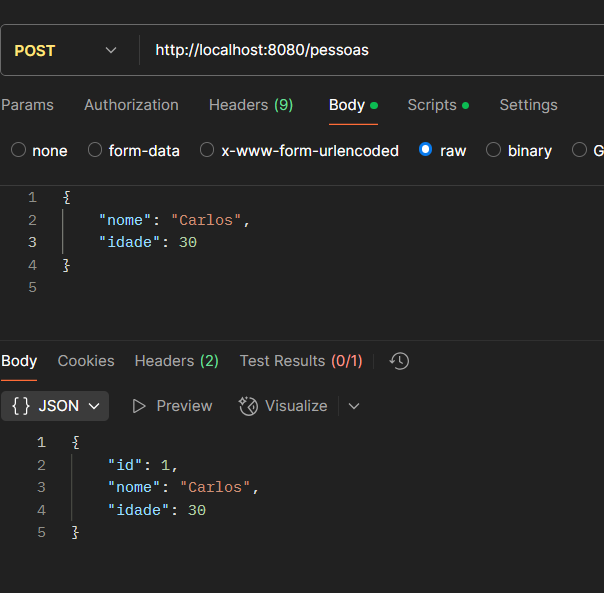 POST http://localhost:8080/pessoas
Params Authorization Headers (9) Body Scripts Settings
none form-data x-www-form-urlencoded raw binary G
1 {
2 "nome": "Carlos",
3 "idade": 30
4 }
5
Body Cookies Headers (2) Test Results (0/1)
{} JSON Preview Visualize
1 {
2 "id": 1,
3 "nome": "Carlos",
4 "idade": 30
5 }